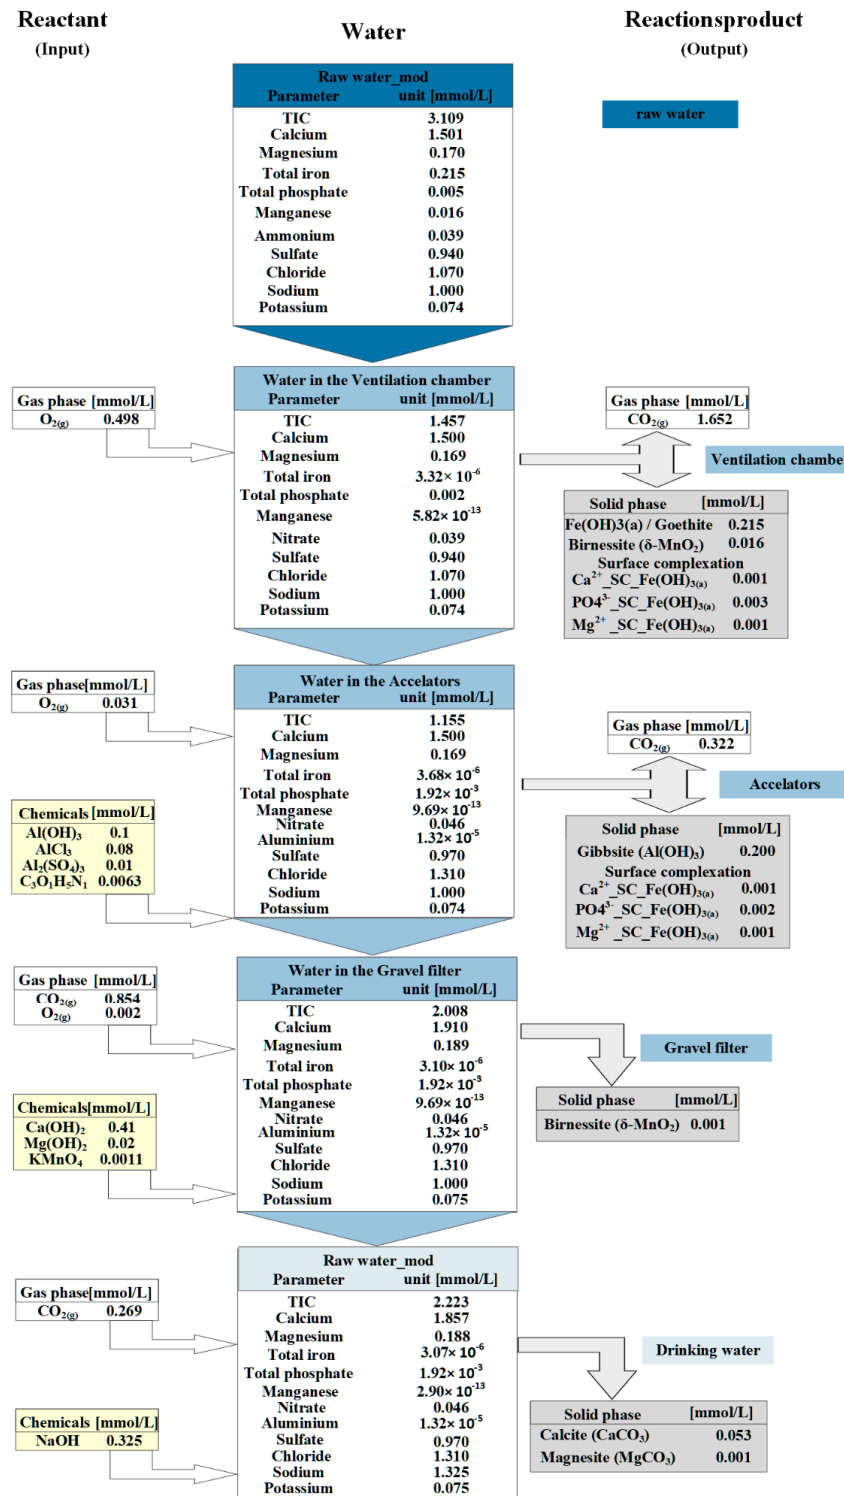 Reactant
(Input)
Water
Reactionsproduct
(Output)
Raw water_mod
Parameter unit [mmol/L]
TIC 3.109
Calcium 1.501
Magnesium 0.170
Total iron 0.215
Total phosphate 0.005
Manganese 0.016
Ammonium 0.039
Sulfate 0.940
Chloride 1.070
Sodium 1.000
Potassium 0.074
raw water
Gas phase [mmol/L]
O2(g) 0.498
Water in the Ventilation chamber
Parameter unit [mmol/L]
TIC 1.457
Calcium 1.500
Magnesium 0.169
Total iron 3.32× 10-6
Total phosphate 0.002
Manganese 5.82× 10-13
Nitrate 0.039
Sulfate 0.940
Chloride 1.070
Sodium 1.000
Potassium 0.074
Gas phase [mmol/L]
CO2(g) 1.652
Ventilation chambe
Solid phase [mmol/L]
Fe(OH)3(a) / Goethite 0.215
Birnessite (δ-MnO2) 0.016
Surface complexation
Ca2+_SC_Fe(OH)3(a) 0.001
PO43-_SC_Fe(OH)3(a) 0.003
Mg2+_SC_Fe(OH)3(a) 0.001
Gas phase[mmol/L]
O2(g) 0.031
Chemicals [mmol/L]
Al(OH)3 0.1
AlCl3 0.08
Al2(SO4)3 0.01
C3O1H5N1 0.0063
Water in the Accelators
Parameter unit [mmol/L]
TIC 1.155
Calcium 1.500
Magnesium 0.169
Total iron 3.68× 10-6
Total phosphate 1.92× 10-3
Manganese 9.69× 10-13
Nitrate 0.046
Aluminium 1.32× 10-5
Sulfate 0.970
Chloride 1.310
Sodium 1.000
Potassium 0.074
Gas phase [mmol/L]
CO2(g) 0.322
Accelators
Solid phase [mmol/L]
Gibbsite (Al(OH)3) 0.200
Surface complexation
Ca2+_SC_Fe(OH)3(a) 0.001
PO43-_SC_Fe(OH)3(a) 0.002
Mg2+ _SC_Fe(OH)3(a) 0.001
Gas phase [mmol/L]
CO2(g) 0.854
O2(g) 0.002
Chemicals[mmol/L]
Ca(OH)2 0.41
Mg(OH)2 0.02
KMnO4 0.0011
Water in the Gravel filter
Parameter unit [mmol/L]
TIC 2.008
Calcium 1.910
Magnesium 0.189
Total iron 3.10× 10-6
Total phosphate 1.92× 10-3
Manganese 9.69× 10-13
Nitrate 0.046
Aluminium 1.32× 10-5
Sulfate 0.970
Chloride 1.310
Sodium 1.000
Potassium 0.075
Gravel filter
Solid phase [mmol/L]
Birnessite (δ-MnO2) 0.001
Gas phase[mmol/L]
CO2(g) 0.269
Chemicals [mmol/L]
NaOH 0.325
Raw water_mod
Parameter unit [mmol/L]
TIC 2.223
Calcium 1.857
Magnesium 0.188
Total iron 3.07× 10-6
Total phosphate 1.92× 10-3
Manganese 2.90× 10-13
Nitrate 0.046
Aluminium 1.32× 10-5
Sulfate 0.970
Chloride 1.310
Sodium 1.325
Potassium 0.075
Drinking water
Solid phase [mmol/L]
Calcite (CaCO3) 0.053
Magnesite (MgCO3) 0.001